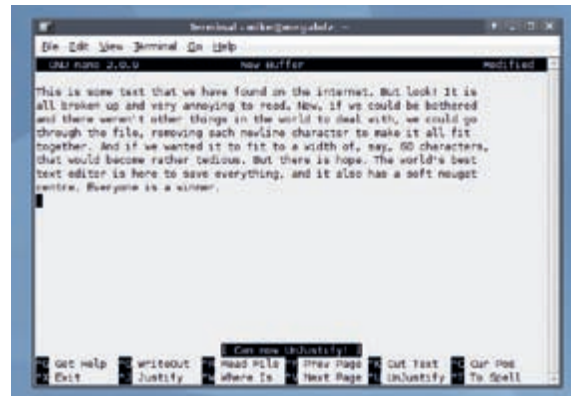 Terminal - mike@megabelz: ~
File Edit View Terminal Go Help
GNU nano 2.0.0 New Buffer Modified
This is some text that we have found on the internet. But look! It is
all broken up and very annoying to read. Now, if we could be bothered
and there weren't other things in the world to deal with, we could go
through the file, removing each newline character to make it all fit
together. And if we wanted it to fit to a width of, say, 60 characters,
that would become rather tedious. But there is hope. The world's best
text editor is here to save everything, and it also has a soft nougat
centre. Everyone is a winner.
[ Can now UnJustify! ]
^G Get Help ^O WriteOut ^R Read File ^Y Prev Page ^K Cut Text ^C Cur Pos
^X Exit ^J Justify ^W Where Is ^V Next Page ^U UnJustify ^T To Spell